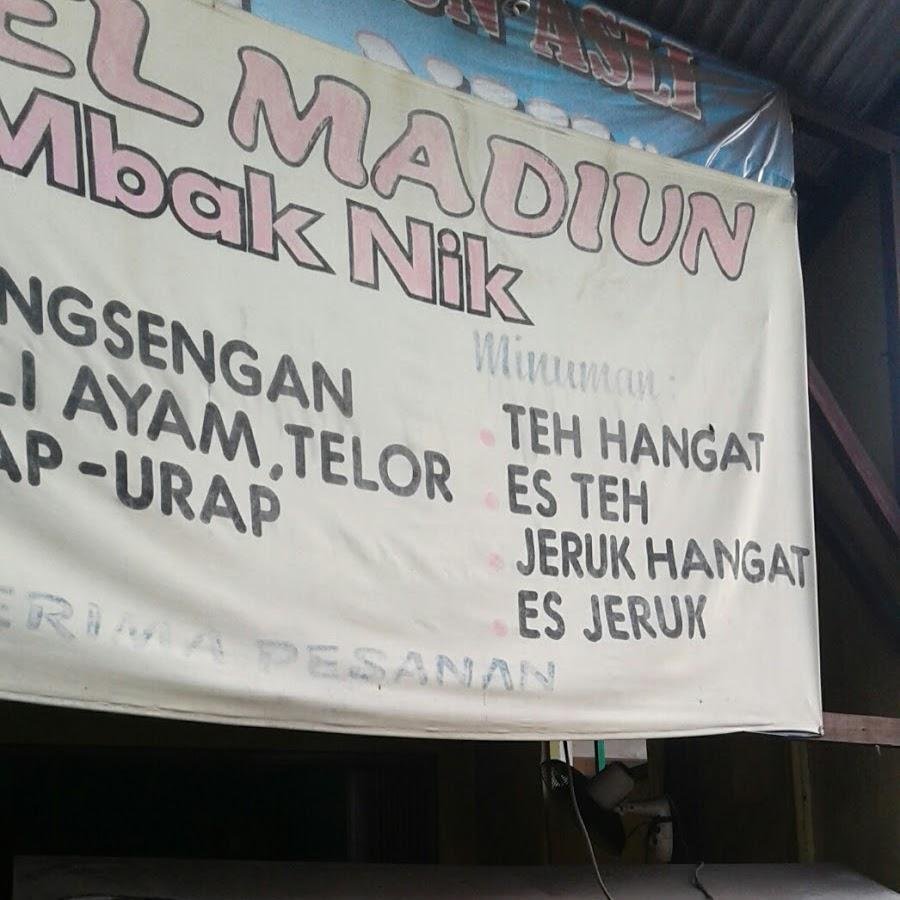 UN ASLI
EL MADIUN
Mbak Nik
NGSENGAN
LI AYAM, TELOR
AP-URAP
ERIMA PESANAN
Minuman:
TEH HANGAT
ES TEH
JERUK HANGAT
ES JERUK